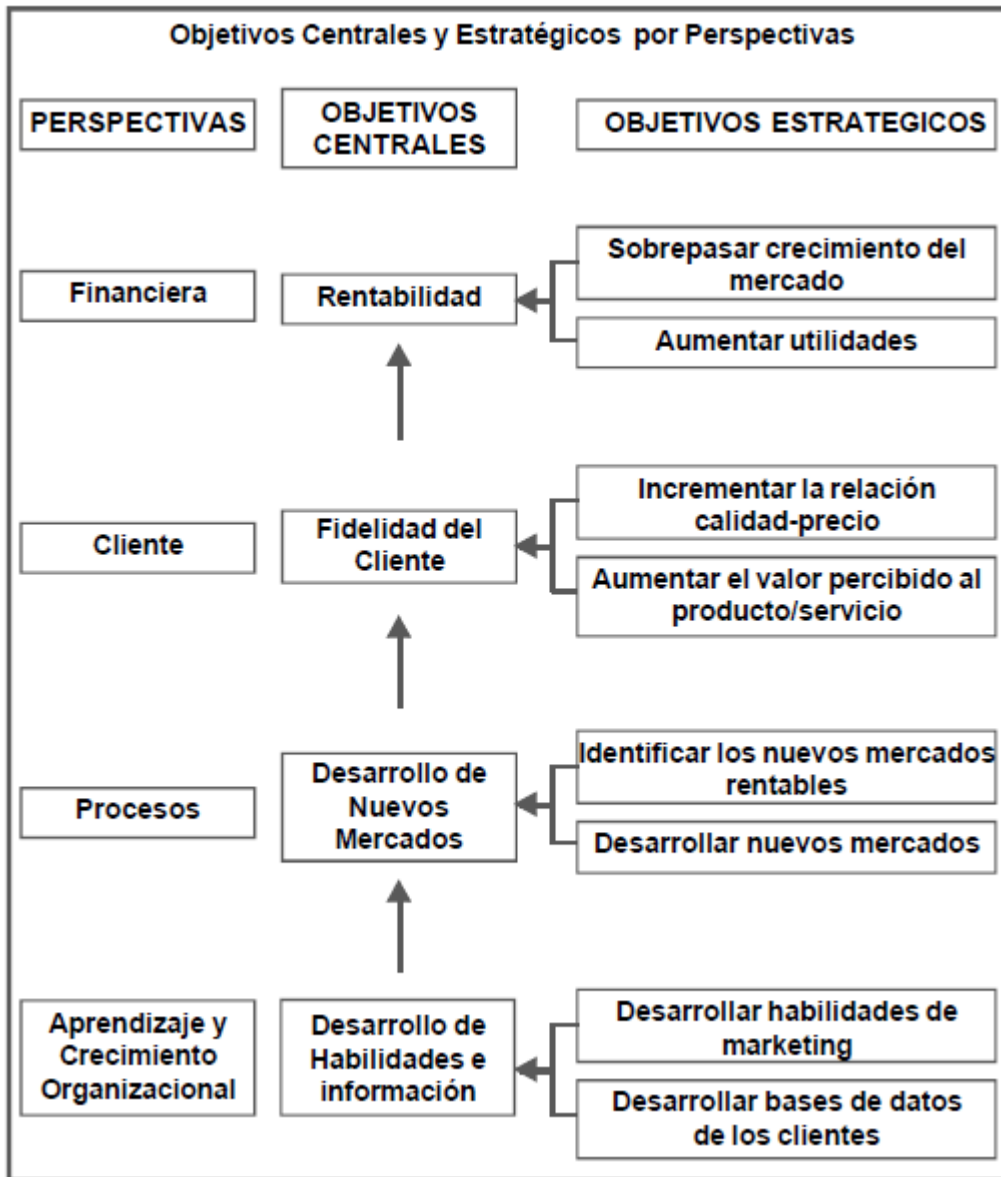 Objetivos Centrales y Estratégicos por Perspectivas
PERSPECTIVAS
OBJETIVOS
CENTRALES
OBJETIVOS ESTRATEGICOS
Financiera
Rentabilidad
Sobrepasar crecimiento del
mercado
Aumentar utilidades
Cliente
Fidelidad del
Cliente
Incrementar la relación
calidad-precio
Aumentar el valor percibido al
producto/servicio
Procesos
Desarrollo de
Nuevos
Mercados
Identificar los nuevos mercados
rentables
Desarrollar nuevos mercados
Aprendizaje y
Crecimiento
Organizacional
Desarrollo de
Habilidades e
información
Desarrollar habilidades de
marketing
Desarrollar bases de datos
de los clientes